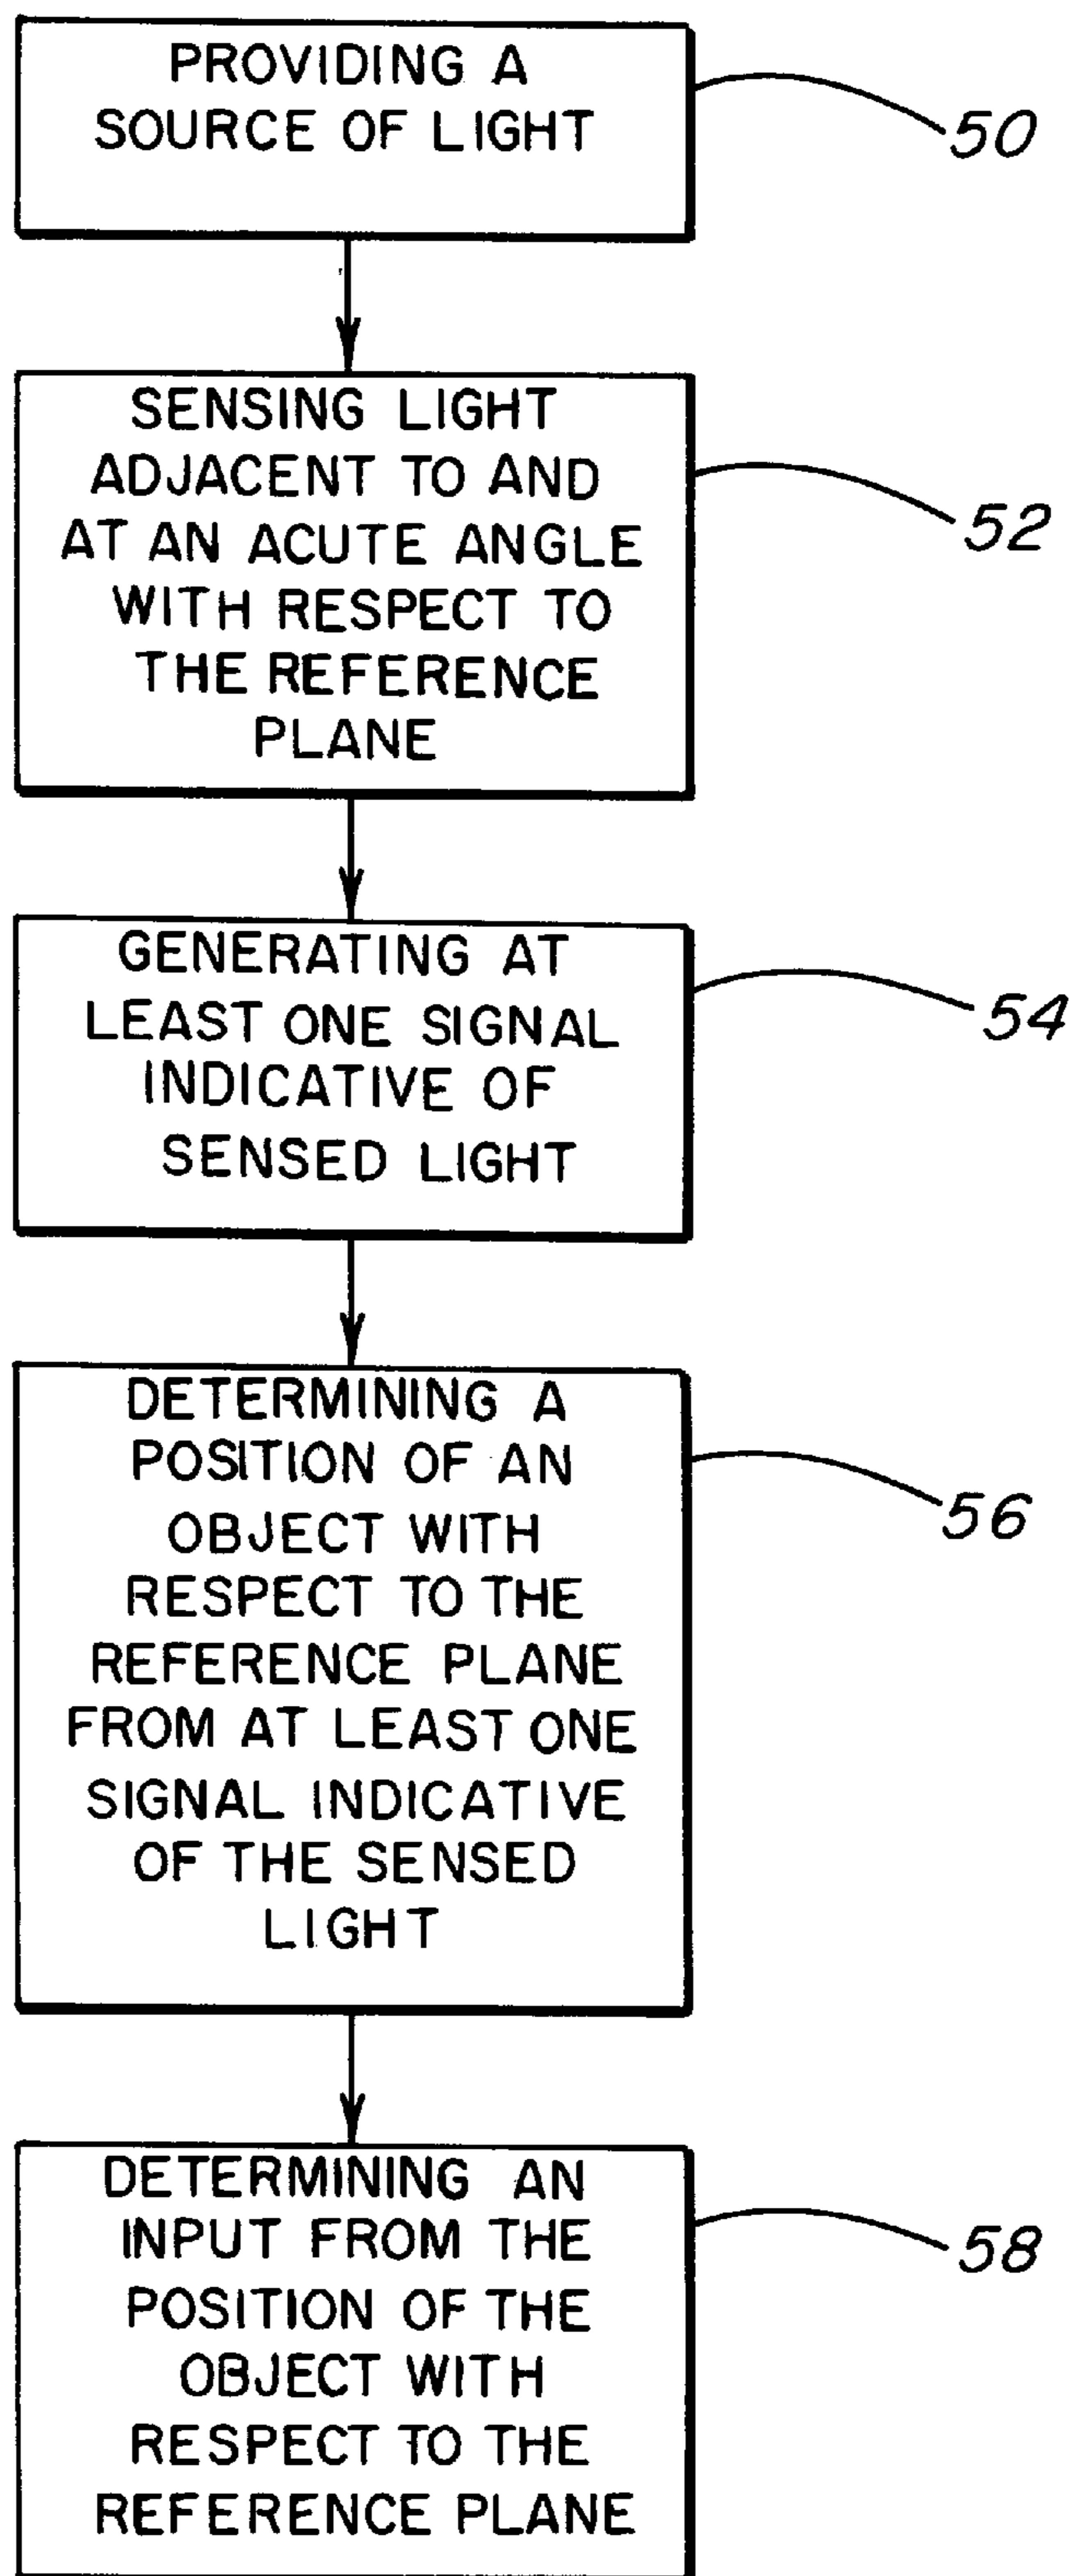 PROVIDING A
SOURCE OF LIGHT
50
SENSING LIGHT
ADJACENT TO AND
AT AN ACUTE ANGLE
WITH RESPECT TO
THE REFERENCE
PLANE
52
GENERATING AT
LEAST ONE SIGNAL
INDICATIVE OF
SENSED LIGHT
54
DETERMINING A
POSITION OF AN
OBJECT WITH
RESPECT TO THE
REFERENCE PLANE
FROM AT LEAST ONE
SIGNAL INDICATIVE
OF THE SENSED
LIGHT
56
DETERMINING AN
INPUT FROM THE
POSITION OF THE
OBJECT WITH
RESPECT TO THE
REFERENCE PLANE
58